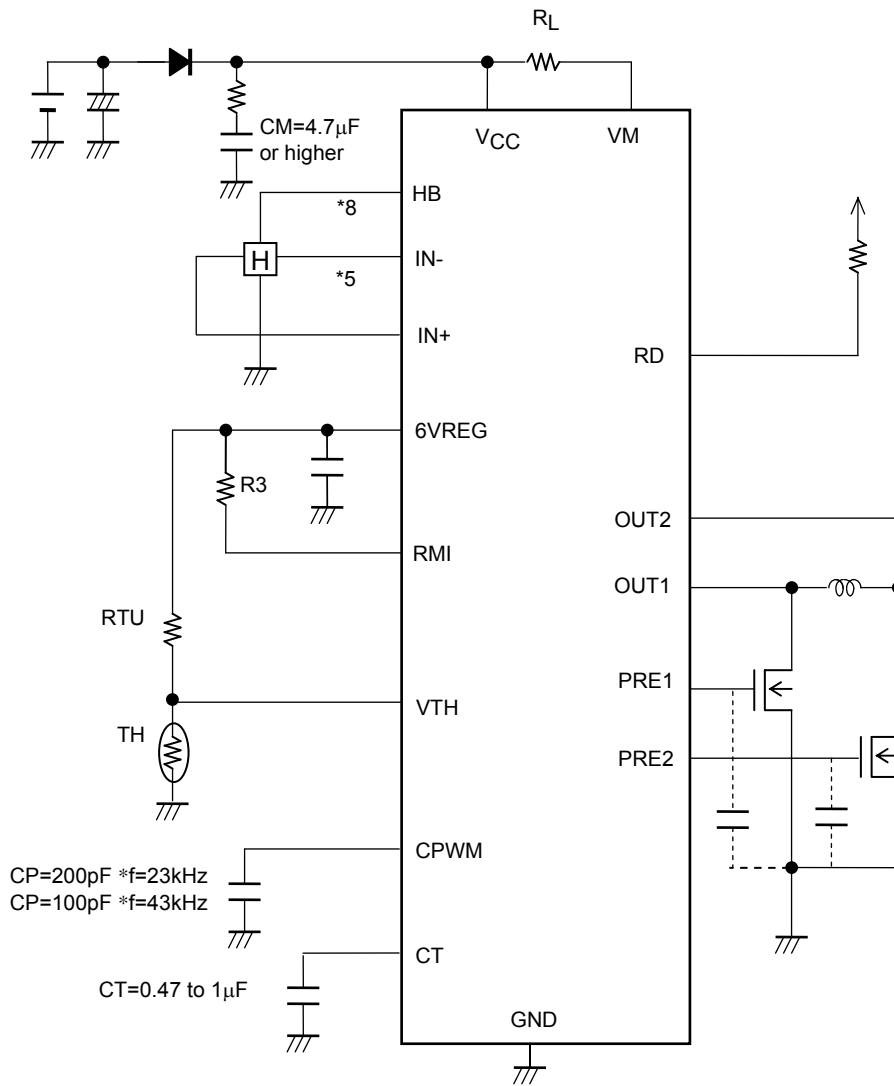 RL
CM=4.7μF
or higher
VCC
VM
HB
*8
H
IN-
*5
IN+
RD
6VREG
R3
OUT2
RMI
OUT1
RTU
PRE1
VTH
TH
PRE2
CPWM
CP=200pF *f=23kHz
CP=100pF *f=43kHz
CT
CT=0.47 to 1μF
GND